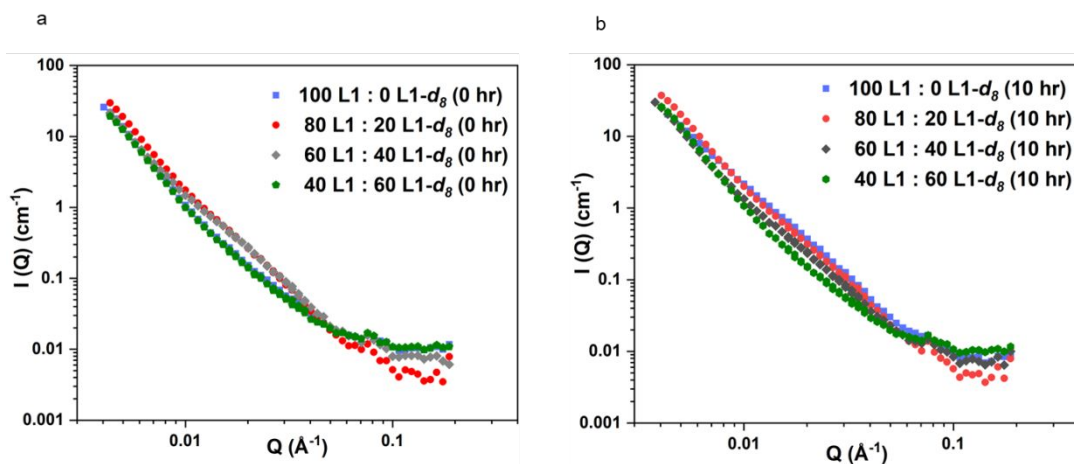 a
100
10
1
0.1
0.01
0.001
I (Q) (cm⁻¹)
100 L1 : 0 L1-d₈ (0 hr)
80 L1 : 20 L1-d₈ (0 hr)
60 L1 : 40 L1-d₈ (0 hr)
40 L1 : 60 L1-d₈ (0 hr)
0.01
0.1
Q (Å⁻¹)
b
100
10
1
0.1
0.01
0.001
I (Q) (cm⁻¹)
100 L1 : 0 L1-d₈ (10 hr)
80 L1 : 20 L1-d₈ (10 hr)
60 L1 : 40 L1-d₈ (10 hr)
40 L1 : 60 L1-d₈ (10 hr)
0.01
0.1
Q (Å⁻¹)